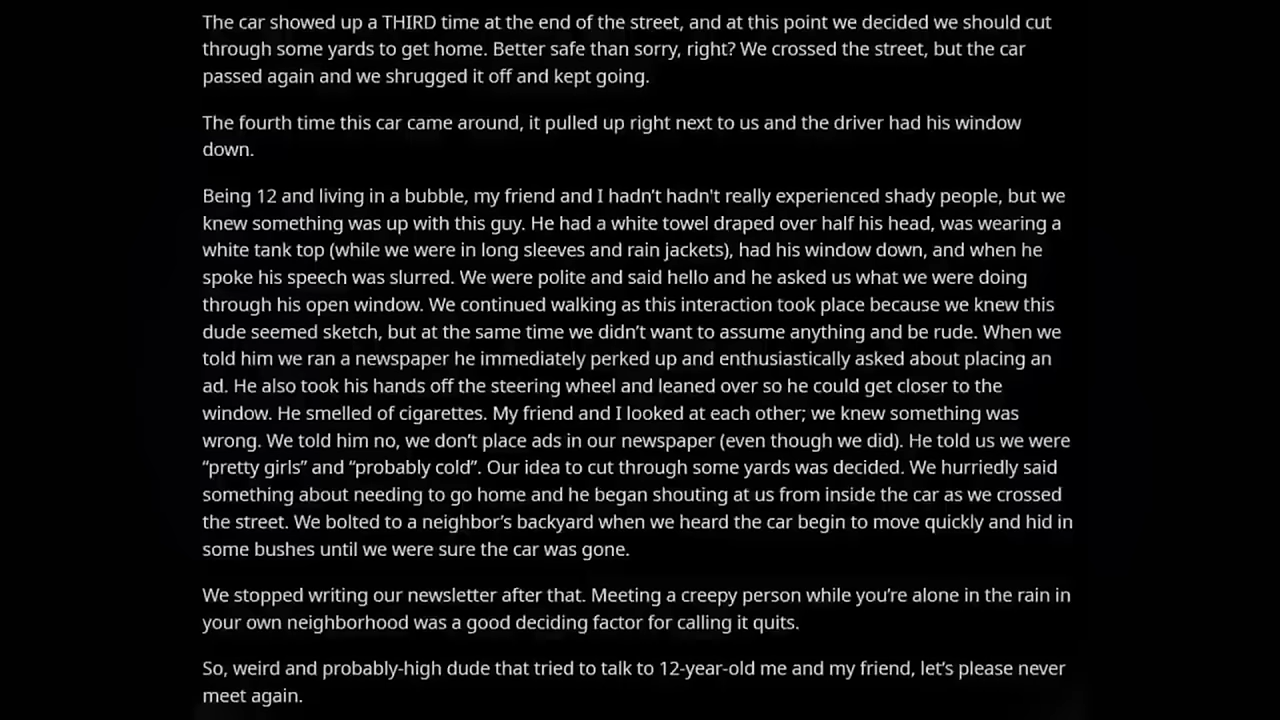 The car showed up a THIRD time at the end of the street, and at this point we decided we should cut
through some yards to get home. Better safe than sorry, right? We crossed the street, but the car
passed again and we shrugged it off and kept going.
The fourth time this car came around, it pulled up right next to us and the driver had his window
down.
Being 12 and living in a bubble, my friend and I hadn’t hadn't really experienced shady people, but we
knew something was up with this guy. He had a white towel draped over half his head, was wearing a
white tank top (while we were in long sleeves and rain jackets), had his window down, and when he
spoke his speech was slurred. We were polite and said hello and he asked us what we were doing
through his open window. We continued walking as this interaction took place because we knew this
dude seemed sketch, but at the same time we didn’t want to assume anything and be rude. When we
told him we ran a newspaper he immediately perked up and enthusiastically asked about placing an
ad. He also took his hands off the steering wheel and leaned over so he could get closer to the
window. He smelled of cigarettes. My friend and I looked at each other; we knew something was
wrong. We told him no, we don’t place ads in our newspaper (even though we did). He told us we were
“pretty girls” and “probably cold”. Our idea to cut through some yards was decided. We hurriedly said
something about needing to go home and he began shouting at us from inside the car as we crossed
the street. We bolted to a neighbor’s backyard when we heard the car begin to move quickly and hid in
some bushes until we were sure the car was gone.
We stopped writing our newsletter after that. Meeting a creepy person while you’re alone in the rain in
your own neighborhood was a good deciding factor for calling it quits.
So, weird and probably-high dude that tried to talk to 12-year-old me and my friend, let’s please never
meet again.